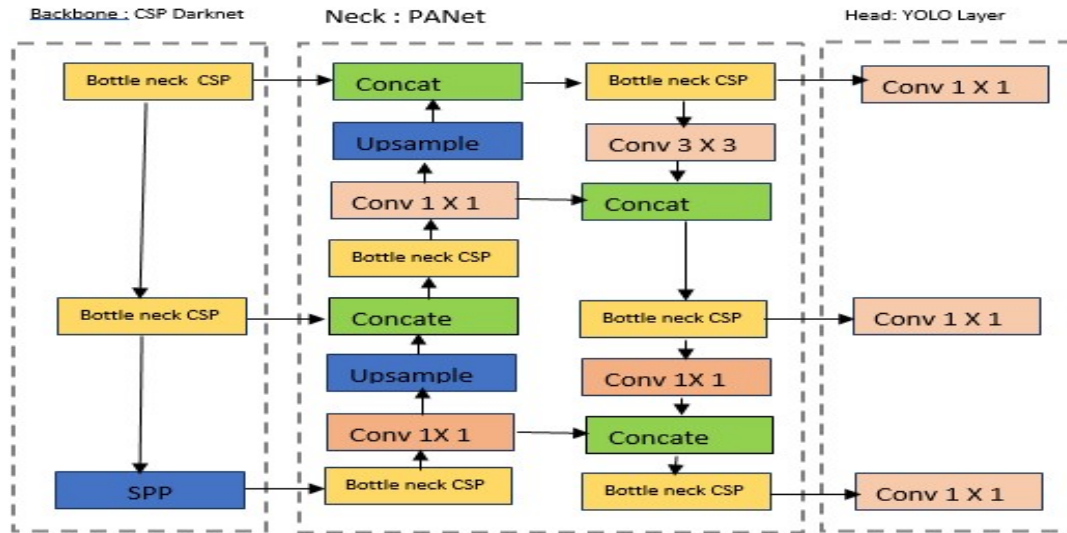 Backbone : CSP Darknet
Neck : PANet
Head: YOLO Layer
Bottle neck CSP
Concat
Bottle neck CSP
Conv 1 X 1
Upsample
Conv 3 X 3
Conv 1 X 1
Concat
Bottle neck CSP
Bottle neck CSP
Concate
Bottle neck CSP
Conv 1 X 1
Upsample
Conv 1X 1
Conv 1X 1
Concate
SPP
Bottle neck CSP
Bottle neck CSP
Conv 1 X 1